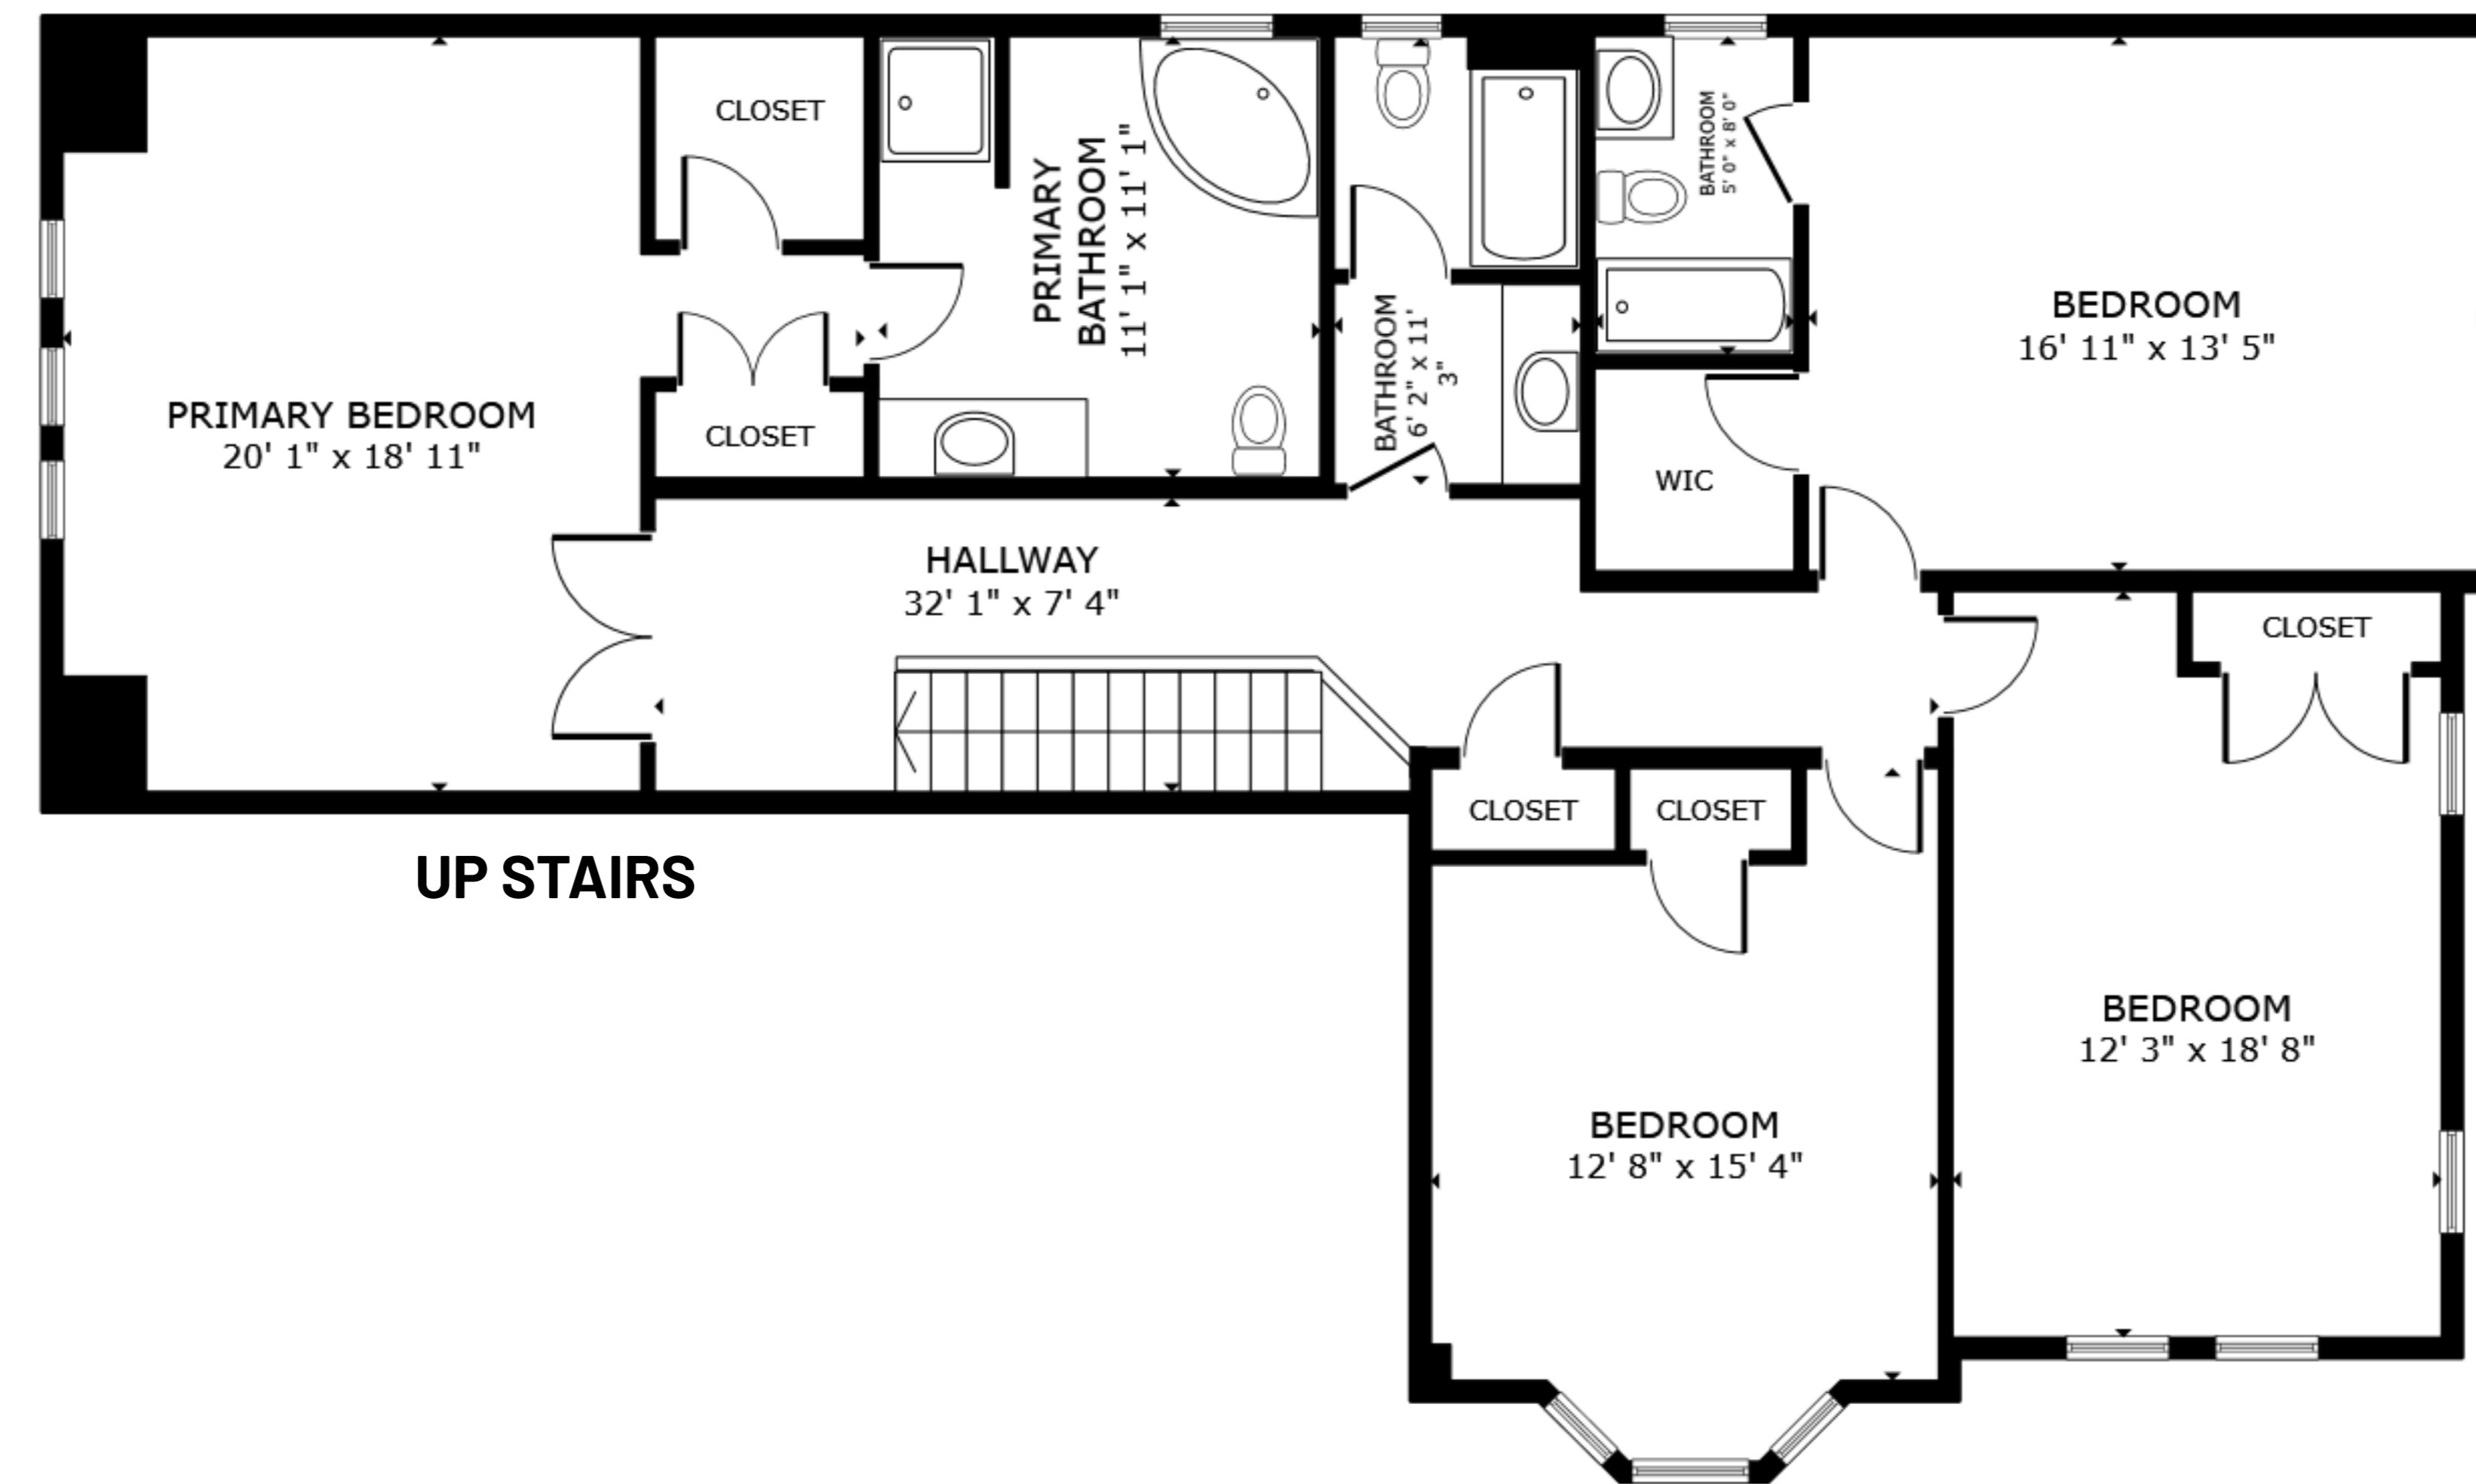 CLOSET
PRIMARY
BATHROOM
11' 1" x 11' 1"
BATHROOM
5' 0" x 8' 0"
BEDROOM
16' 11" x 13' 5"
BATHROOM
6' 2" x 11'
3"
PRIMARY BEDROOM
20' 1" x 18' 11"
CLOSET
WIC
HALLWAY
32' 1" x 7' 4"
CLOSET
CLOSET
CLOSET
UP STAIRS
BEDROOM
12' 3" x 18' 8"
BEDROOM
12' 8" x 15' 4"